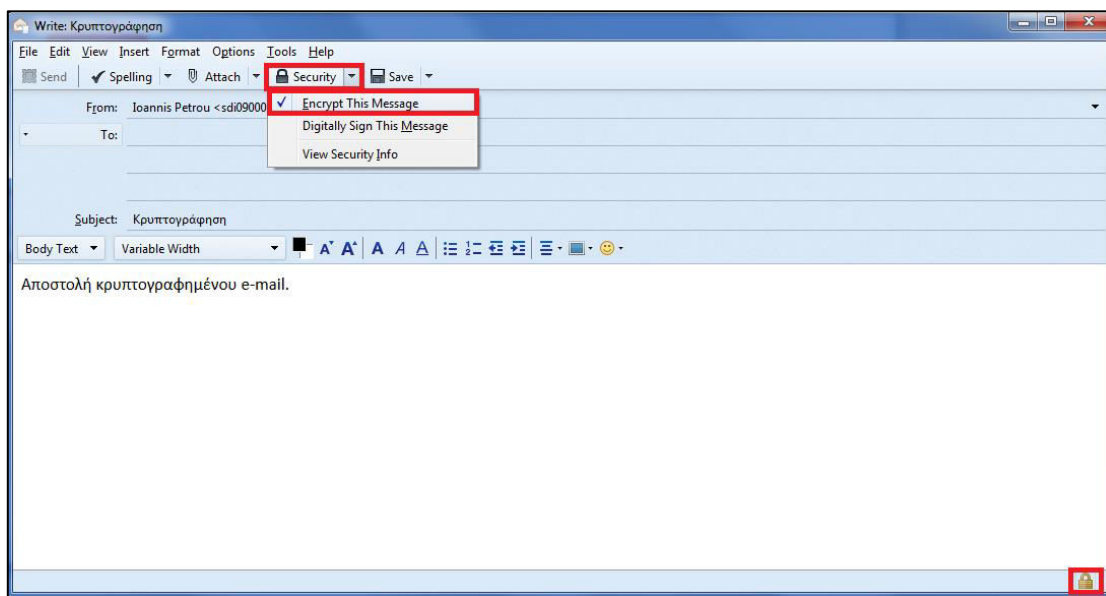 Write: Κρυπτογράφηση
File Edit View Insert Format Options Tools Help
Send Spelling Attach Security Save
From: Ioannis Petrou <sdi09000
Encrypt This Message
To:
Digitally Sign This Message
View Security Info
Subject: Κρυπτογράφηση
Body Text Variable Width
Αποστολή κρυπτογραφημένου e-mail.